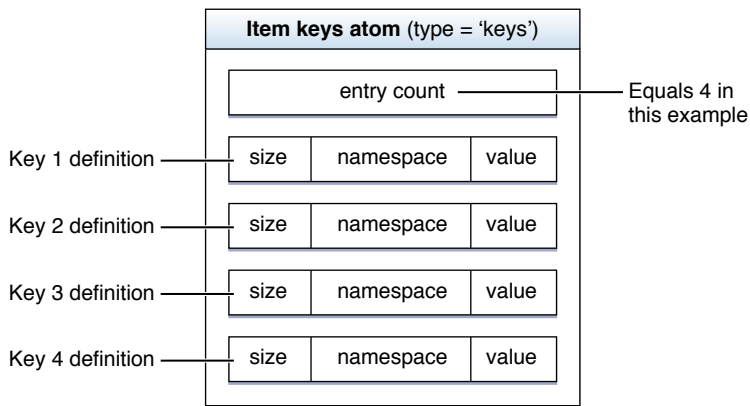 Item keys atom (type = ‘keys’)
entry count
Equals 4 in
this example
Key 1 definition
size namespace value
Key 2 definition
size namespace value
Key 3 definition
size namespace value
Key 4 definition
size namespace value